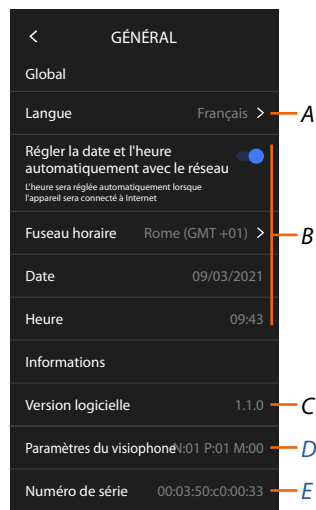 < GÉNÉRAL
Global
Langue Français > A
Régler la date et l'heure
automatiquement avec le réseau
L'heure sera réglée automatiquement lorsque
l'appareil sera connecté à Internet
Fuseau horaire Rome (GMT +01) > B
Date 09/03/2021
Heure 09:43
Informations
Version logicielle 1.1.0 C
Paramètres du visiophone N:01 P:01 M:00 D
Numéro de série 00:03:50:c0:00:33 E